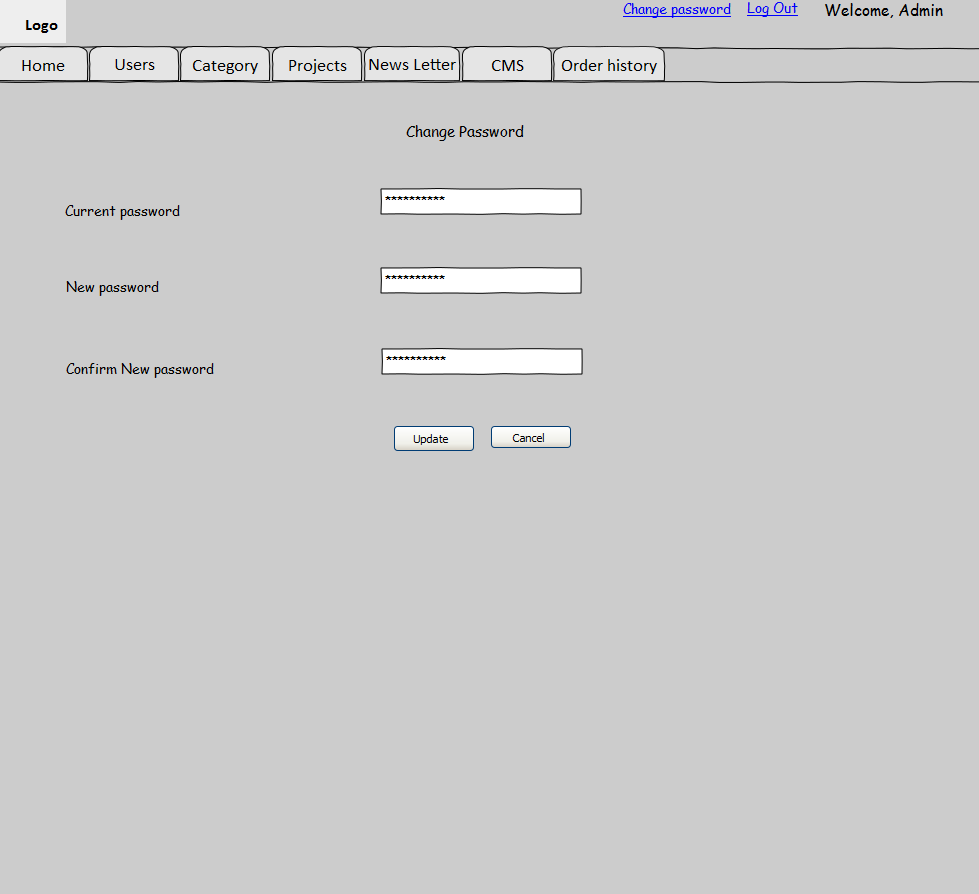 Logo
Change password Log Out Welcome, Admin
Home Users Category Projects News Letter CMS Order history
Change Password
Current password **********
New password **********
Confirm New password **********
Update Cancel